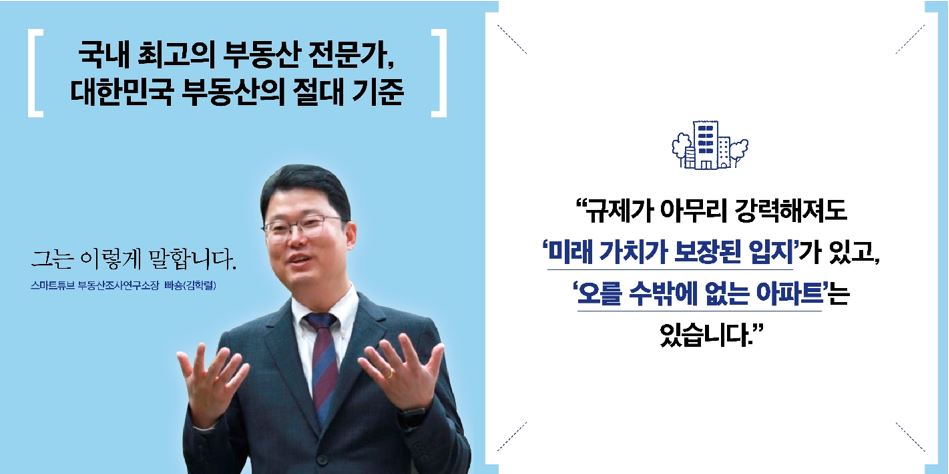 국내 최고의 부동산 전문가,
대한민국 부동산의 절대 기준
그는 이렇게 말합니다.
스마트튜브 부동산조사연구소장 빠숑(김학렬)
“규제가 아무리 강력해져도
‘미래 가치가 보장된 입지’가 있고,
‘오를 수밖에 없는 아파트’는
있습니다.”